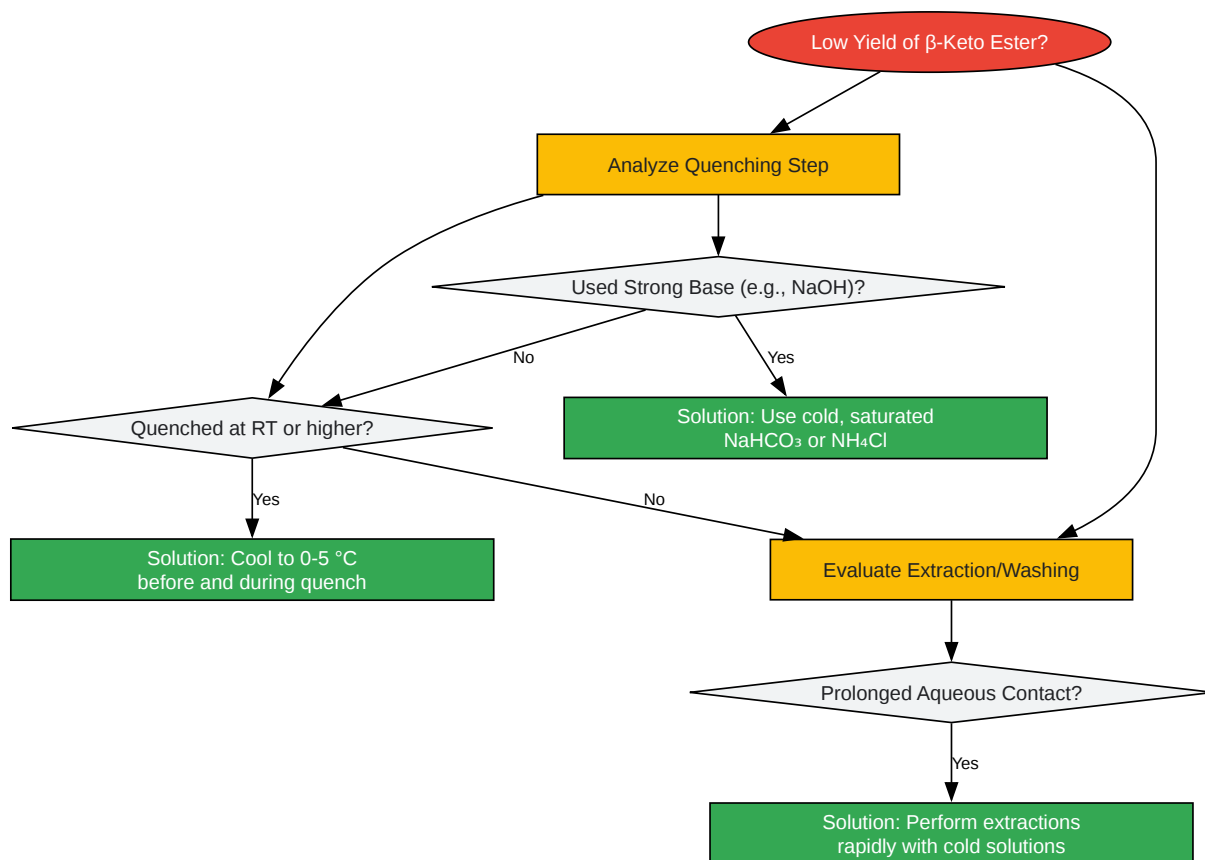 Low Yield of β-Keto Ester?
Analyze Quenching Step
Used Strong Base (e.g., NaOH)?
No
Yes
Solution: Use cold, saturated
NaHCO₃ or NH₄Cl
Quenched at RT or higher?
Yes
No
Solution: Cool to 0-5 °C
before and during quench
Evaluate Extraction/Washing
Prolonged Aqueous Contact?
Yes
Solution: Perform extractions
rapidly with cold solutions